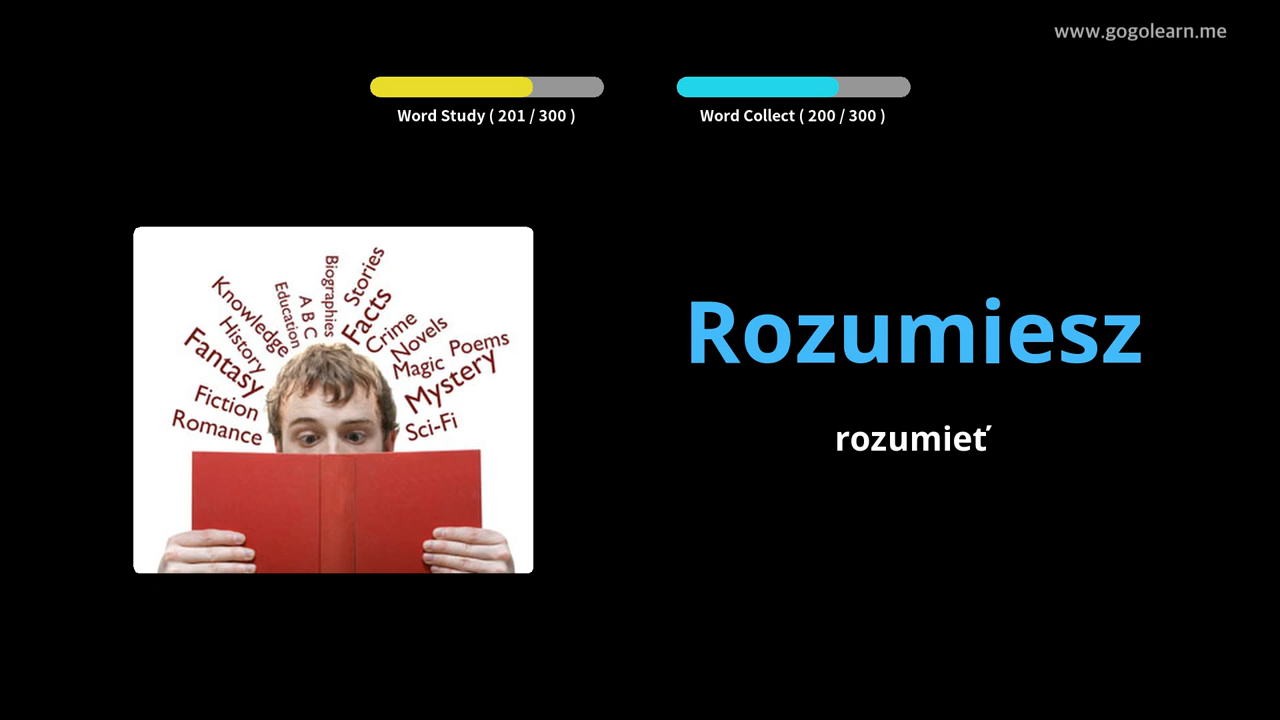 www.gogolearn.me
Word Study ( 201 / 300 )
Word Collect ( 200 / 300 )
Rozumiesz
rozumieť
Knowledge
History
Education
A B C
Biographies
Stories
Facts
Crime
Novels
Magic
Poems
Mystery
Fantasy
Fiction
Romance
Sci-Fi